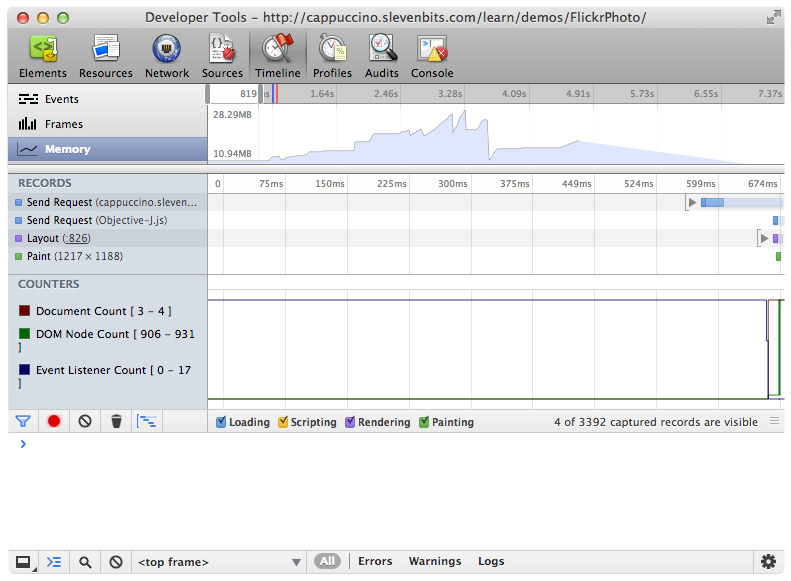 Developer Tools - http://cappuccino.slevenbits.com/learn/demos/FlickrPhoto/
Elements Resources Network Sources Timeline Profiles Audits Console
Events
Frames
Memory
819 1.64s 2.46s 3.28s 4.09s 4.91s 5.73s 6.55s 7.37s
28.29MB
10.94MB
RECORDS
0 75ms 150ms 225ms 300ms 375ms 449ms 524ms 599ms 674ms
Send Request (cappuccino.sleven...
Send Request (Objective-J.js)
Layout (:826)
Paint (1217 × 1188)
COUNTERS
Document Count [ 3 - 4 ]
DOM Node Count [ 906 - 931
]
Event Listener Count [ 0 - 17
]
Loading Scripting Rendering Painting 4 of 3392 captured records are visible
<top frame> All Errors Warnings Logs